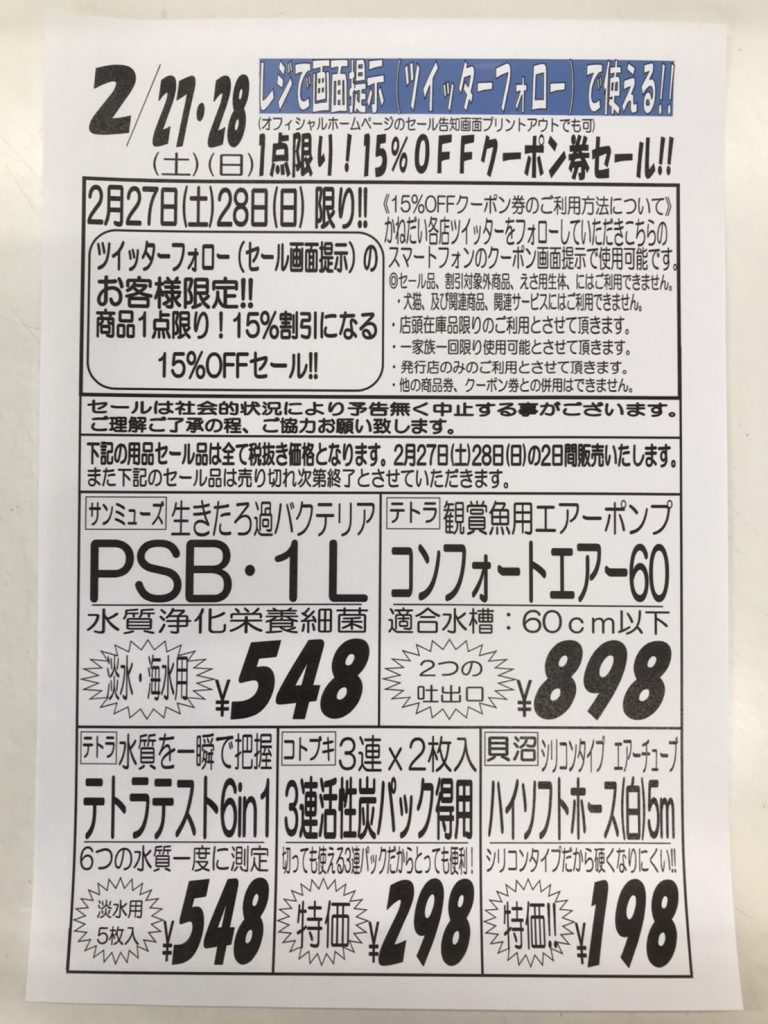 2/27・28
(土)(日)
レジで画面提示（ツイッターフォロー）で使える!!
(オフィシャルホームページのセール告知画面プリントアウトでも可)
1点限り！15％OFFクーポン券セール!!
2月27日(土)28日(日) 限り!!
ツイッターフォロー（セール画面提示）の
お客様限定!!
商品1点限り！15％割引になる
15％OFFセール!!
《15％OFFクーポン券のご利用方法について》
かねだい各店ツイッターをフォローしていただきこちらの
スマートフォンのクーポン画面提示で使用可能です。
◎セール品、割引対象外商品、えさ用生体、にはご利用できません。
・犬猫、及び関連商品、関連サービスにはご利用できません。
・店頭在庫品限りのご利用とさせて頂きます。
・一家族一回限り使用可能とさせて頂きます。
・発行店のみのご利用とさせて頂きます。
・他の商品券、クーポン券との併用はできません。
セールは社会的状況により予告無く中止する事がございます。
ご理解ご了承の程、ご協力お願い致します。
下記の用品セール品は全て税抜き価格となります。2月27日(土)28日(日)の2日間販売いたします。
また下記のセール品は売り切れ次第終了とさせていただきます。
サンミューズ 生きたろ過バクテリア
PSB・1L
水質浄化栄養細菌
淡水・海水用
¥548
テトラ 観賞魚用エアーポンプ
コンフォートエアー60
適合水槽：60cm以下
2つの
吐出口
¥898
テトラ 水質を一瞬で把握
テトラテスト6in1
6つの水質一度に測定
淡水用
5枚入
¥548
コトブキ 3連×2枚入
3連活性炭パック得用
切っても使える3連パックだからとっても便利！
特価
¥298
貝沼 シリコンタイプ エアーチューブ
ハイソフトホース(白)5m
シリコンタイプだから硬くなりにくい!!
特価!!
¥198